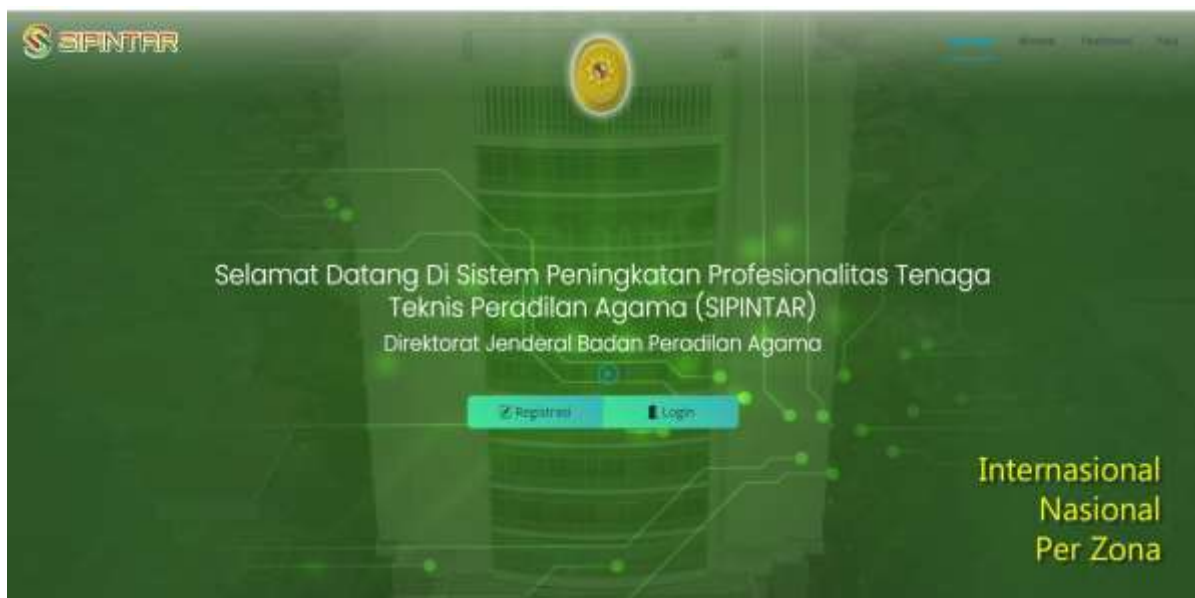 SIPINTAR
Selamat Datang Di Sistem Peningkatan Profesionalitas Tenaga
Teknis Peradilan Agama (SIPINTAR)
Direktorat Jenderal Badan Peradilan Agama
Registrasi
Login
Internasional
Nasional
Per Zona